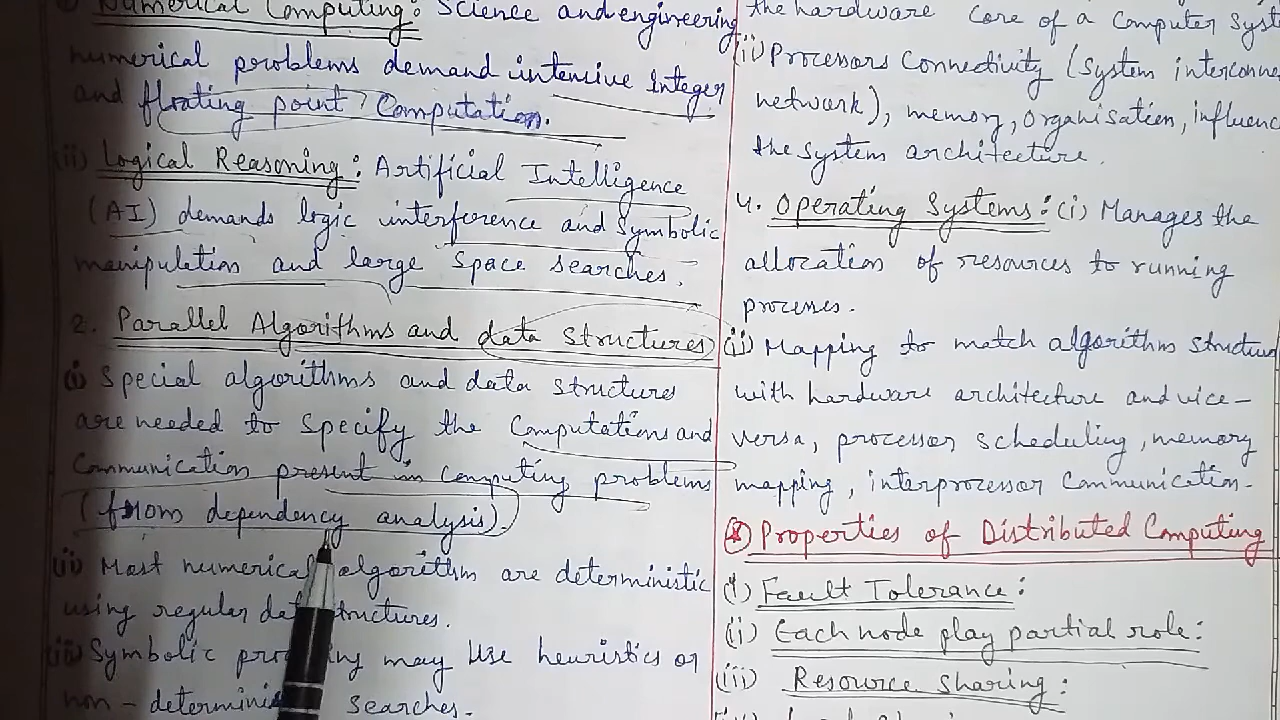 Numerical Computing: Science and engineering
numerical problems demand intensive Integer
and floating point Computation.
ii) Logical Reasoning: Artificial Intelligence
(AI) demands logic interference and Symbolic
manipulation and large Space Searches.
2. Parallel Algorithms and data Structures
(i) Special algorithms and data structure
are needed to Specify the Computations and
Communication present in Computing problems
(from dependency analysis).
ii) Most numerical algorithm are deterministic
using regular data structures.
iii) Symbolic processing may use heuristics or
non-deterministic searches.
the hardware Core of a Computer Syst
(ii) Processors Connectivity (System interconne
network), memory, organisation, influenc
the System architecture.
4. Operating Systems: (i) Manages the
allocation of resources to running
processes.
ii) Mapping to match algorithm structur
with hardware architecture and vice-
versa, processor scheduling, memory
mapping, interprocessor Communication.
Properties of Distributed Computing
(i) Fault Tolerance:
(ii) Each node play partial role:
(iii) Resource Sharing: